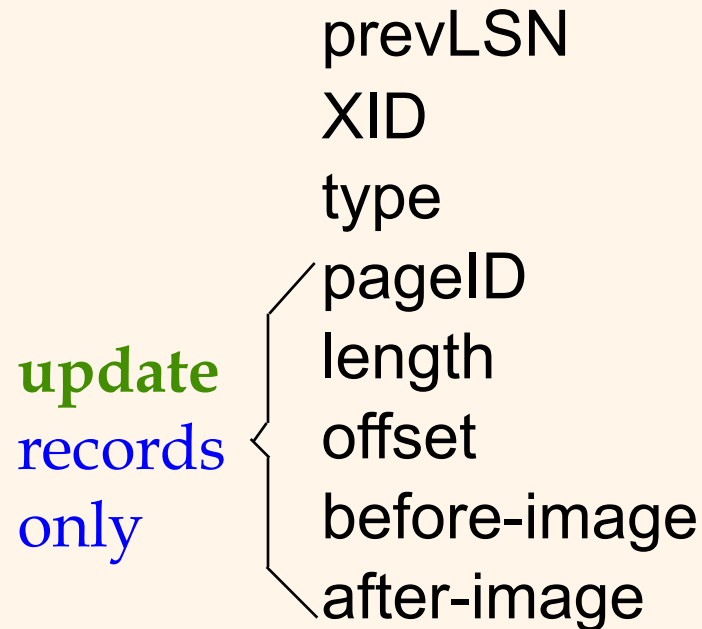 prevLSN
XID
type
pageID
length
offset
before-image
after-image
update
records
only